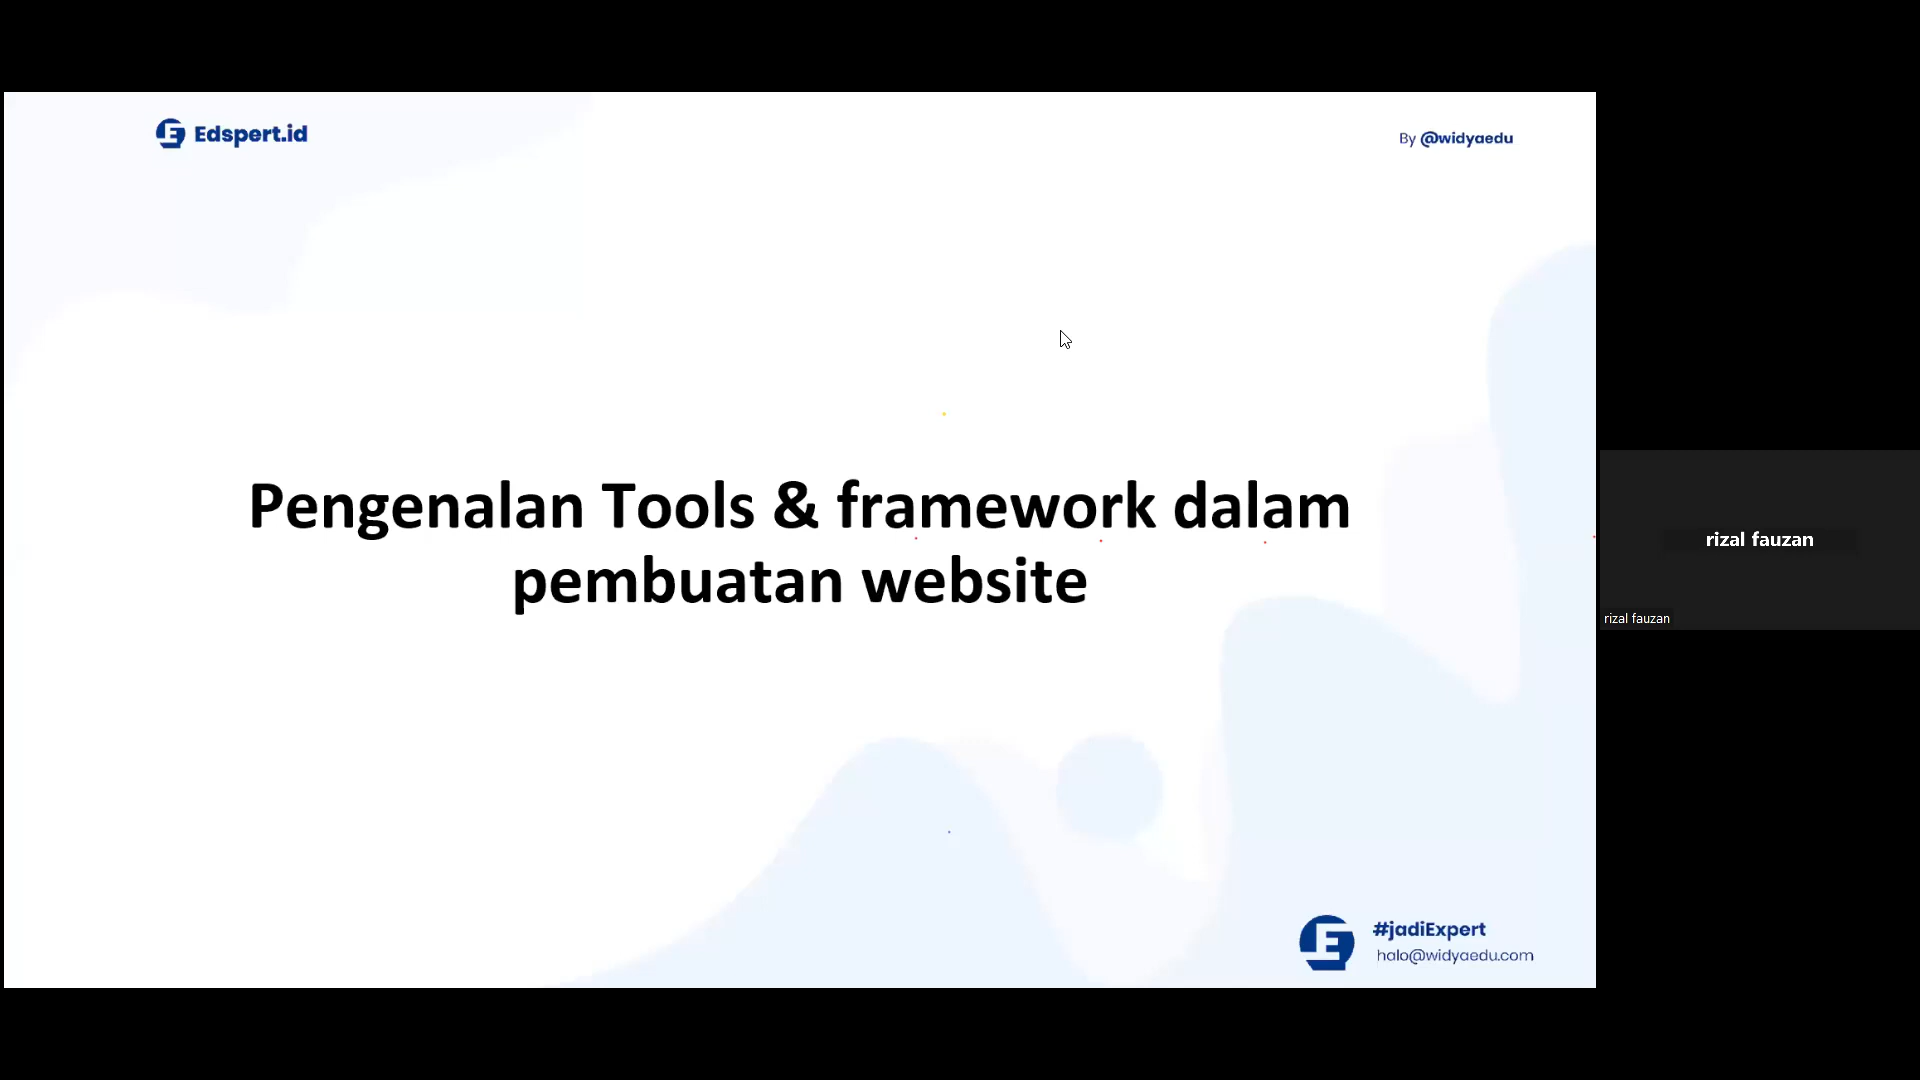 Edspert.id
By @widyaedu
Pengenalan Tools & framework dalam
pembuatan website
rizal fauzan
rizal fauzan
#jadiExpert
halo@widyaedu.com